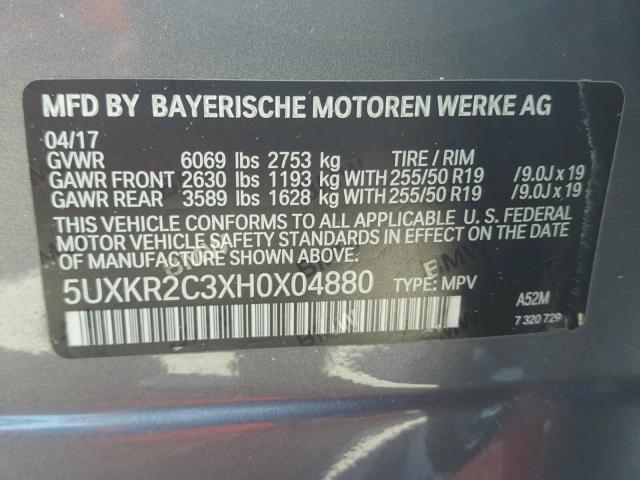 MFD BY BAYERISCHE MOTOREN WERKE AG
04/17
GVWR 6069 lbs 2753 kg TIRE / RIM
GAWR FRONT 2630 lbs 1193 kg WITH 255/50 R19 /9.0J x 19
GAWR REAR 3589 lbs 1628 kg WITH 255/50 R19 /9.0J x 19
THIS VEHICLE CONFORMS TO ALL APPLICABLE U. S. FEDERAL
MOTOR VEHICLE SAFETY STANDARDS IN EFFECT ON THE DATE
OF MANUFACTURE SHOWN ABOVE.
5UXKR2C3XH0X04880 TYPE: MPV A52M
7 320 729